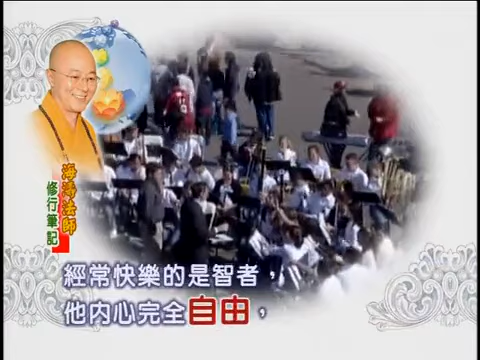 海濤法師
修行筆記
經常快樂的是智者，
他內心完全自由，